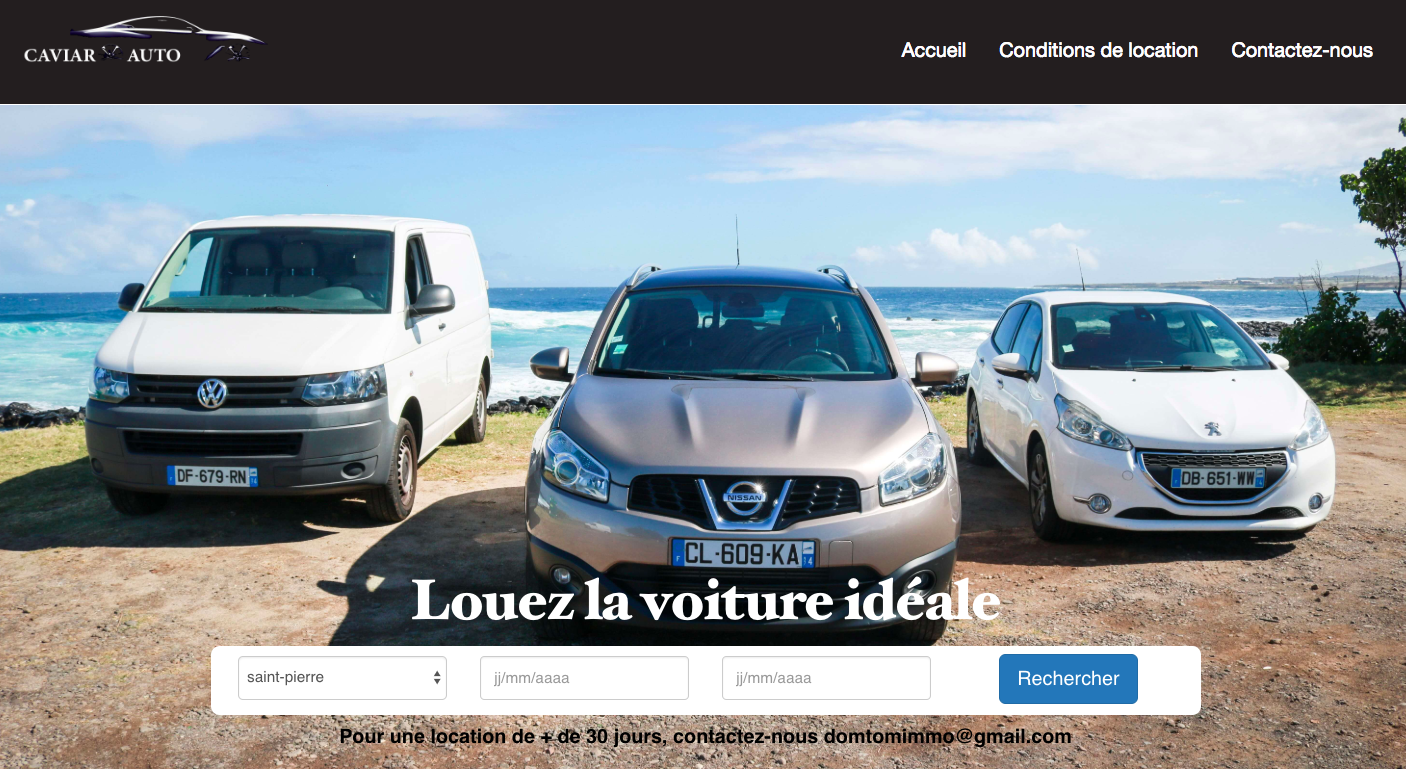 CAVIAR AUTO
Accueil
Conditions de location
Contactez-nous
DF-679-RN
NISSAN
CL-609-KA
F
14
DB-651-WW
Louez la voiture idéale
saint-pierre
jj/mm/aaaa
jj/mm/aaaa
Rechercher
Pour une location de + de 30 jours, contactez-nous domtomimmo@gmail.com